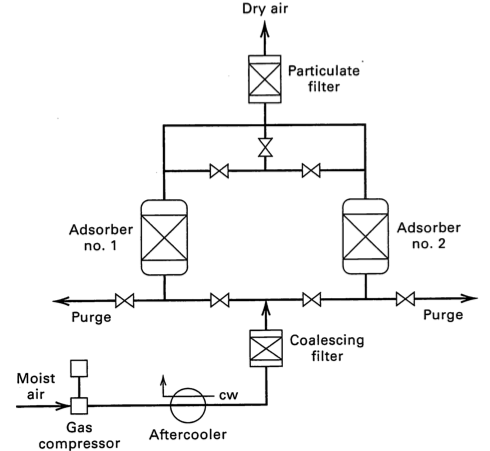 Dry air
Particulate
filter
Adsorber
no. 1
Adsorber
no. 2
Purge
Purge
Coalescing
filter
Moist
air
cw
Gas
compressor
Aftercooler